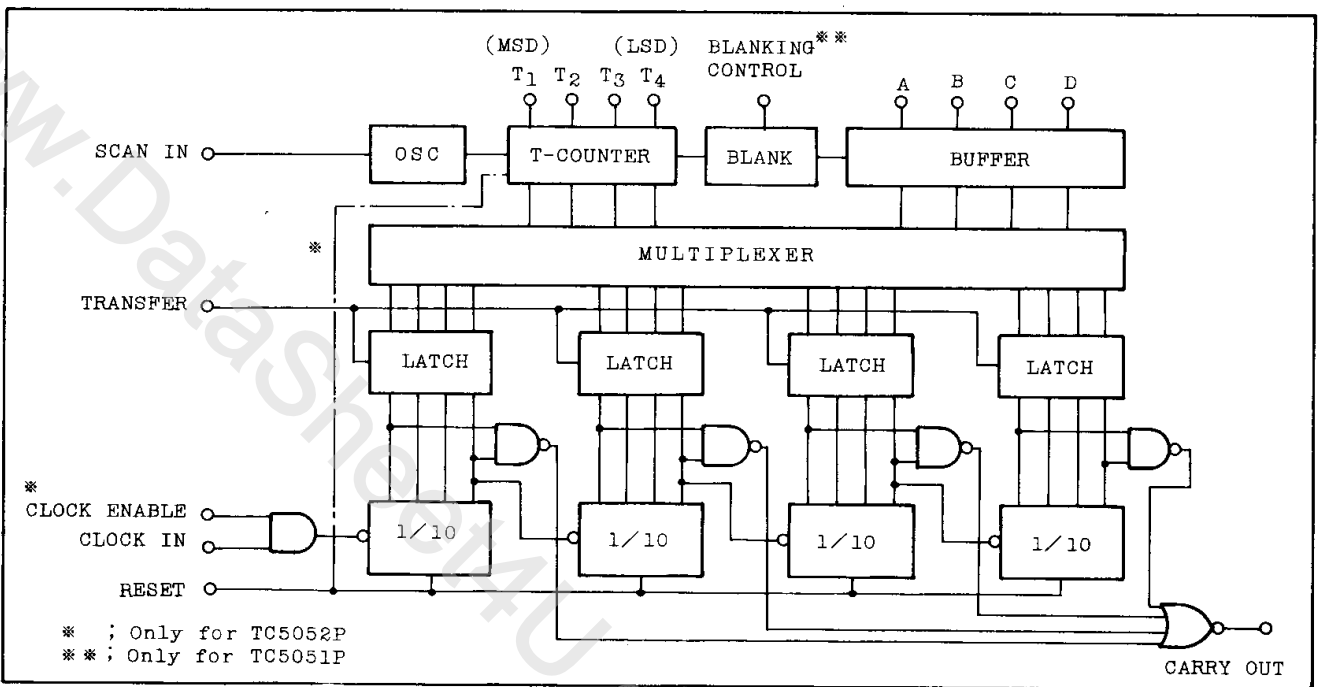 (MSD) (LSD) BLANKING※※
CONTROL
T1 T2 T3 T4 A B C D
SCAN IN OSC T-COUNTER BLANK BUFFER
※ MULTIPLEXER
TRANSFER
LATCH LATCH LATCH LATCH
※
CLOCK ENABLE
CLOCK IN 1/10 1/10 1/10 1/10
RESET
※ ; Only for TC5052P
※※; Only for TC5051P
CARRY OUT
w.DataSheet4U